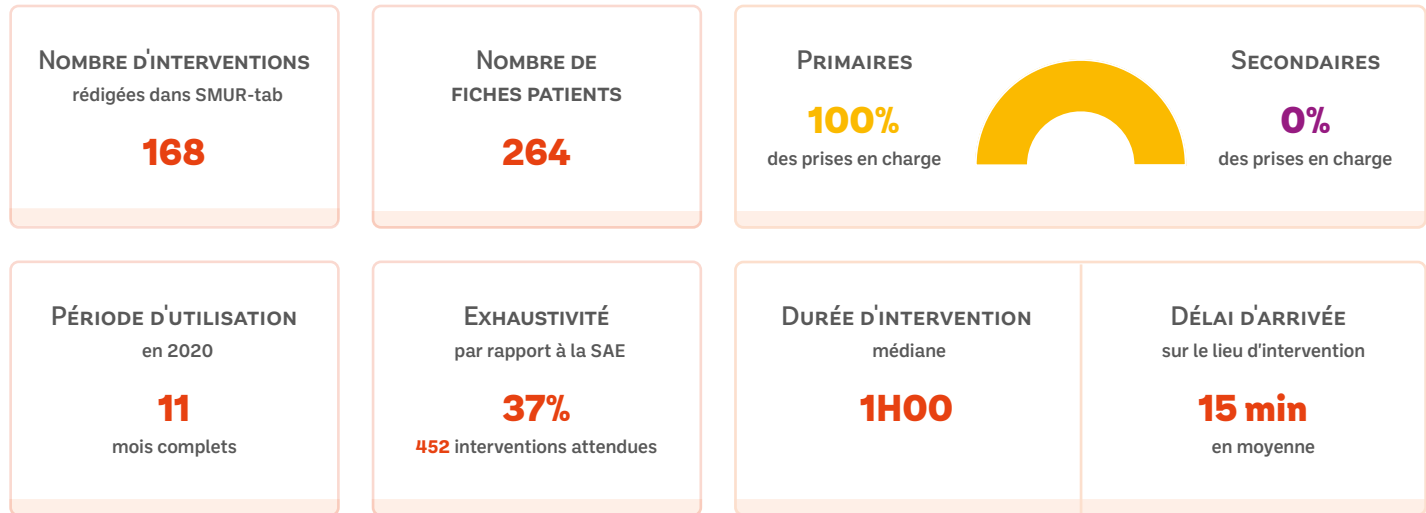 NOMBRE D'INTERVENTIONS
rédigées dans SMUR-tab
168
NOMBRE DE
FICHES PATIENTS
264
PRIMAIRES
100%
des prises en charge
SECONDAIRES
0%
des prises en charge
PÉRIODE D'UTILISATION
en 2020
11
mois complets
EXHAUSTIVITÉ
par rapport à la SAE
37%
452 interventions attendues
DURÉE D'INTERVENTION
médiane
1H00
DÉLAI D'ARRIVÉE
sur le lieu d'intervention
15 min
en moyenne